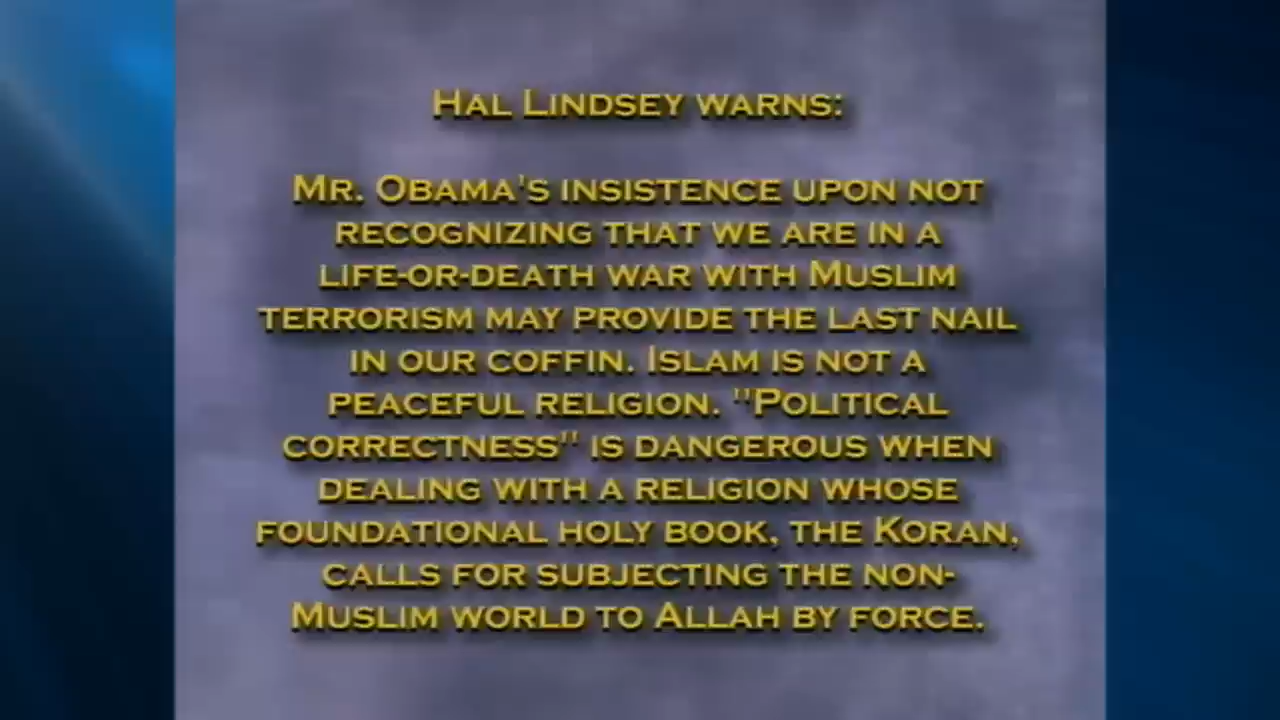 HAL LINDSEY WARNS:
MR. OBAMA'S INSISTENCE UPON NOT
RECOGNIZING THAT WE ARE IN A
LIFE-OR-DEATH WAR WITH MUSLIM
TERRORISM MAY PROVIDE THE LAST NAIL
IN OUR COFFIN. ISLAM IS NOT A
PEACEFUL RELIGION. "POLITICAL
CORRECTNESS" IS DANGEROUS WHEN
DEALING WITH A RELIGION WHOSE
FOUNDATIONAL HOLY BOOK, THE KORAN,
CALLS FOR SUBJECTING THE NON-
MUSLIM WORLD TO ALLAH BY FORCE.